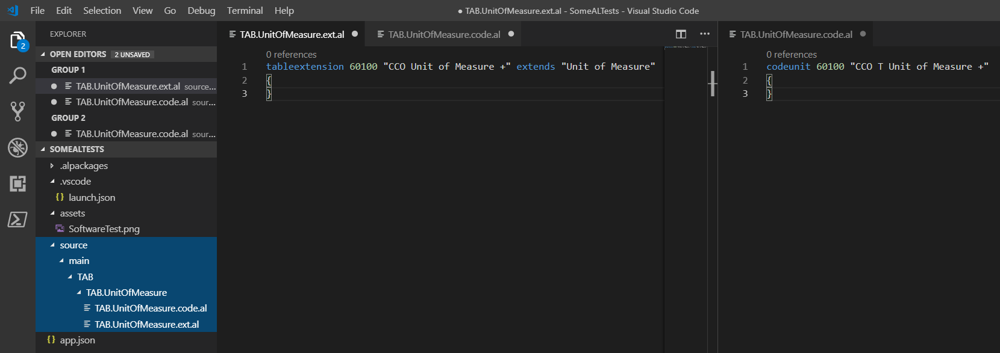 File Edit Selection View Go Debug Terminal Help
● TAB.UnitOfMeasure.ext.al - SomeALTests - Visual Studio Code
2
EXPLORER
OPEN EDITORS 2 UNSAVED
GROUP 1
TAB.UnitOfMeasure.ext.al source...
TAB.UnitOfMeasure.code.al sour...
GROUP 2
TAB.UnitOfMeasure.code.al sour...
SOMEALTESTS
.alpackages
.vscode
{} launch.json
assets
SoftwareTest.png
source
main
TAB
TAB.UnitOfMeasure
TAB.UnitOfMeasure.code.al
TAB.UnitOfMeasure.ext.al
{} app.json
TAB.UnitOfMeasure.ext.al ● TAB.UnitOfMeasure.code.al ●
0 references
1 tableextension 60100 "CCO Unit of Measure +" extends "Unit of Measure"
2 {
3 }
TAB.UnitOfMeasure.code.al ●
0 references
1 codeunit 60100 "CCO T Unit of Measure +"
2 {
3 }